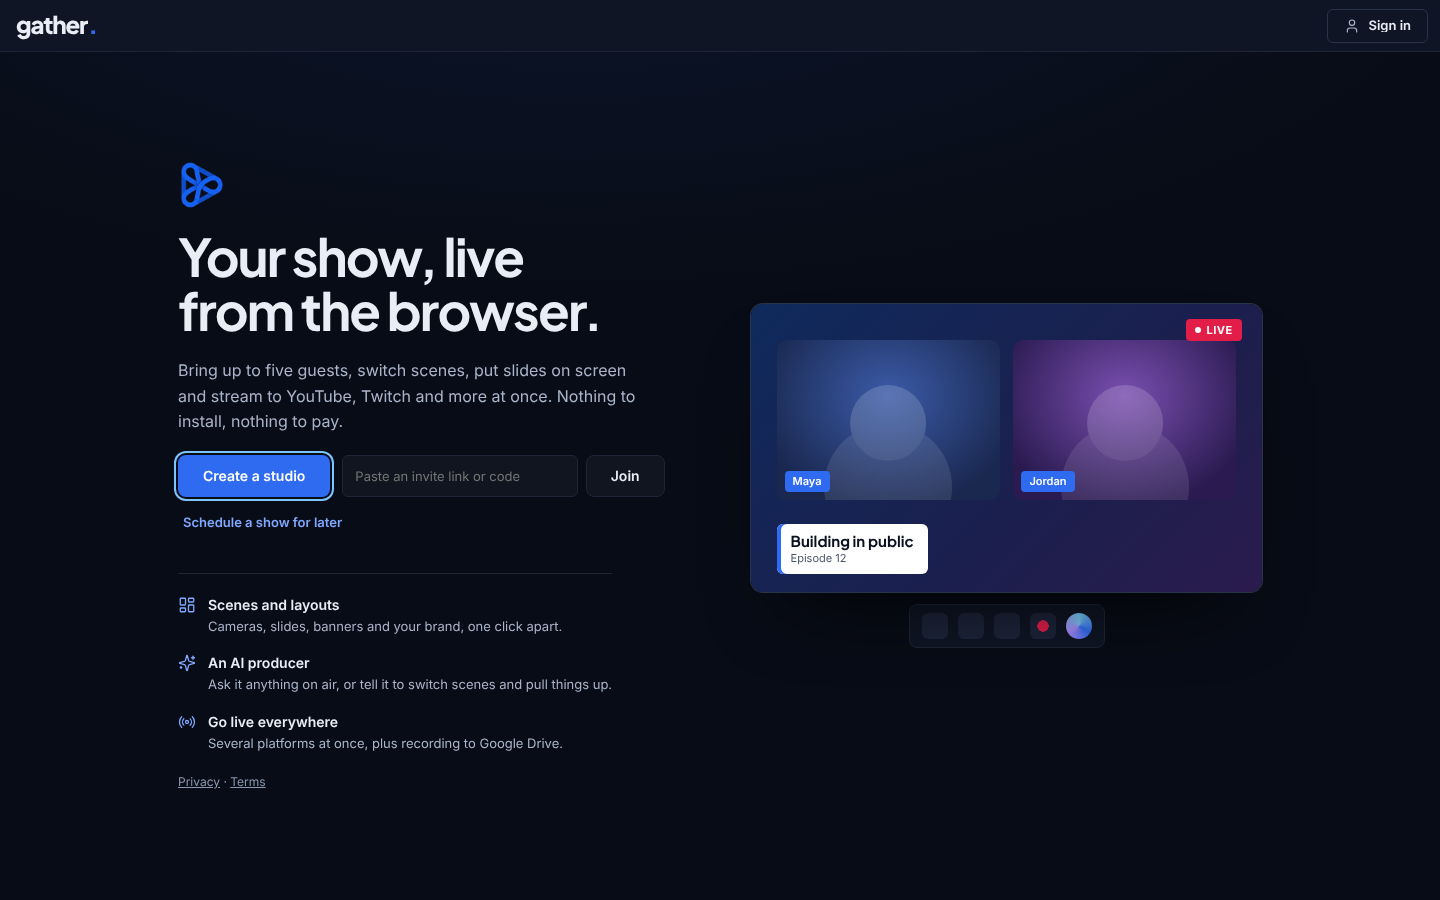 gather.
Sign in
Your show, live
from the browser.
Bring up to five guests, switch scenes, put slides on screen
and stream to YouTube, Twitch and more at once. Nothing to
install, nothing to pay.
Create a studio
Paste an invite link or code
Join
Schedule a show for later
Scenes and layouts
Cameras, slides, banners and your brand, one click apart.
An AI producer
Ask it anything on air, or tell it to switch scenes and pull things up.
Go live everywhere
Several platforms at once, plus recording to Google Drive.
Privacy · Terms
LIVE
Maya
Jordan
Building in public
Episode 12